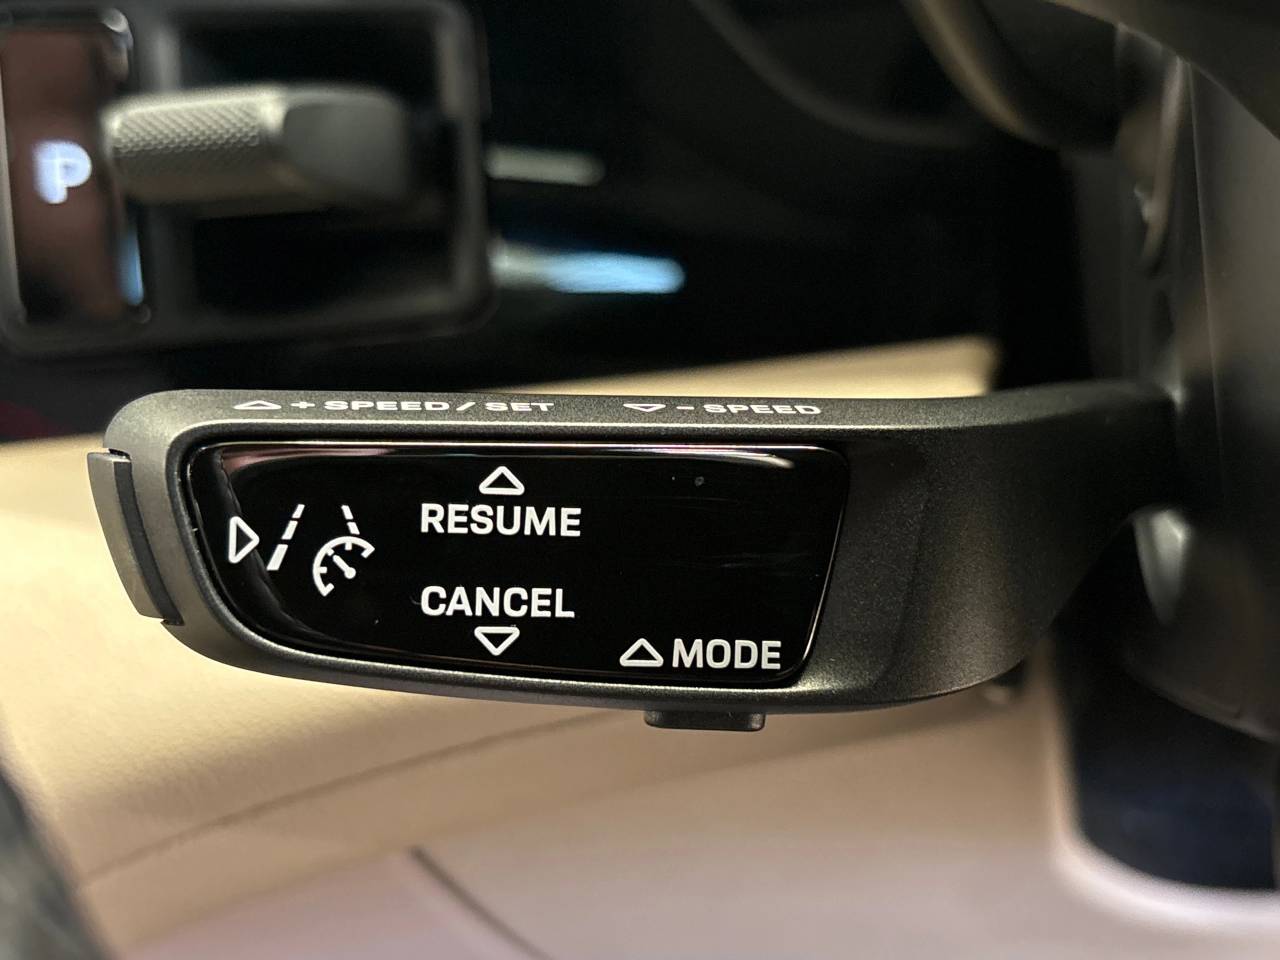 P
+ SPEED / SET
- SPEED
RESUME
CANCEL
MODE